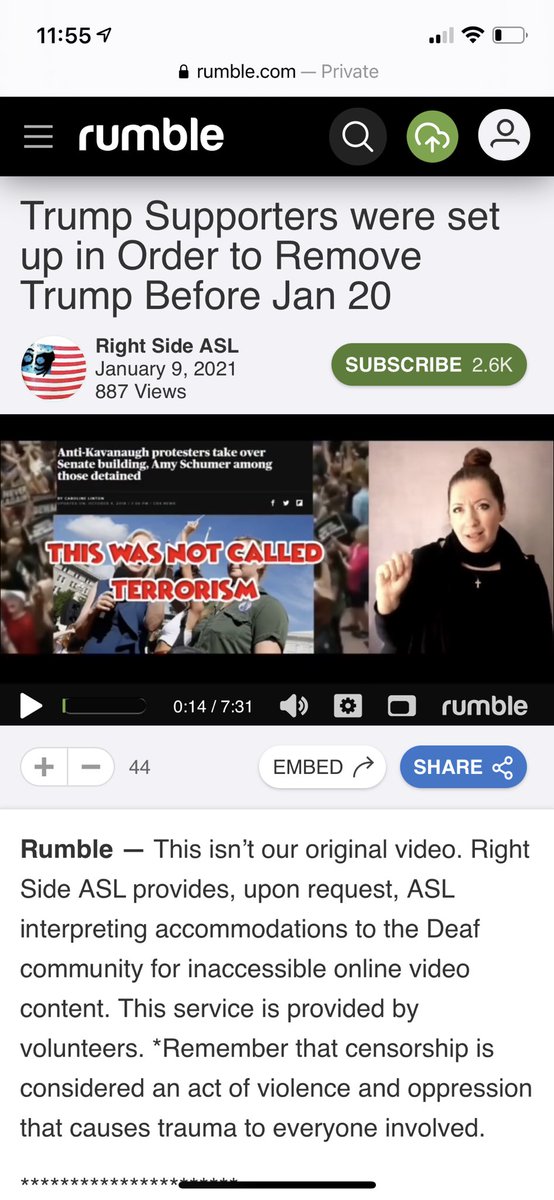 11:55
rumble.com — Private
rumble
Trump Supporters were set
up in Order to Remove
Trump Before Jan 20
Right Side ASL
January 9, 2021
887 Views
SUBSCRIBE 2.6K
Anti-Kavanaugh protesters take over
Senate building, Amy Schumer among
those detained
BY CAROLINE LINTON
THIS WAS NOT CALLED
TERRORISM
0:14 / 7:31
rumble
44
EMBED
SHARE
Rumble — This isn’t our original video. Right
Side ASL provides, upon request, ASL
interpreting accommodations to the Deaf
community for inaccessible online video
content. This service is provided by
volunteers. *Remember that censorship is
considered an act of violence and oppression
that causes trauma to everyone involved.
**********************